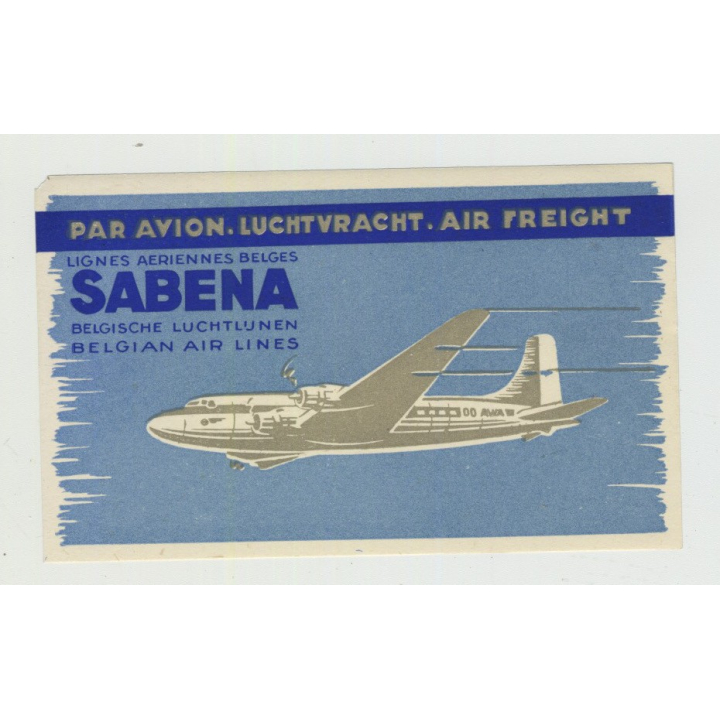 PAR AVION. LUCHTVRACHT. AIR FREIGHT
LIGNES AERIENNES BELGES
SABENA
BELGISCHE LUCHTLIJNEN
BELGIAN AIR LINES
OO AWA